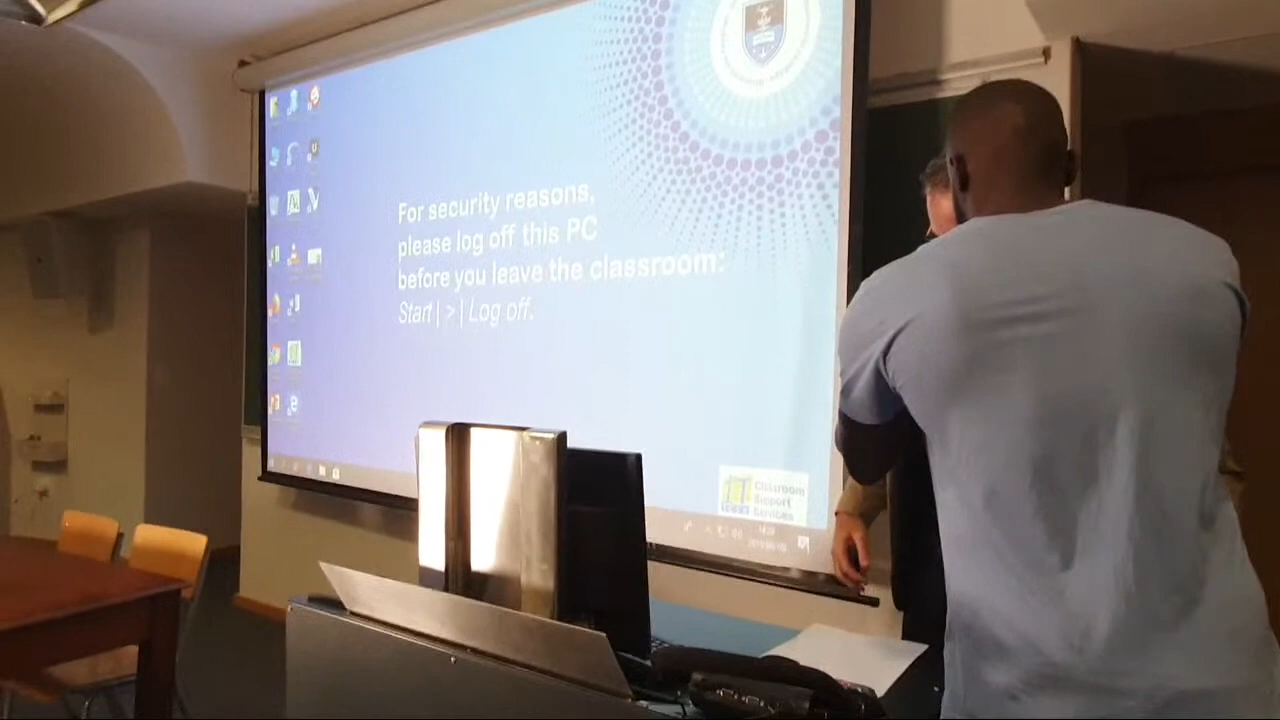 For security reasons,
please log off this PC
before you leave the classroom:
Start | > | Log off.
Classroom
Support
Services